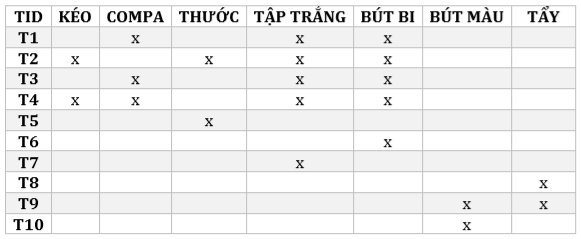 TID KÉO COMPA THƯỚC TẬP TRẮNG BÚT BI BÚT MÀU TẨY
T1 x x x
T2 x x x x
T3 x x x
T4 x x x x
T5 x
T6 x
T7 x
T8 x
T9 x x
T10 x